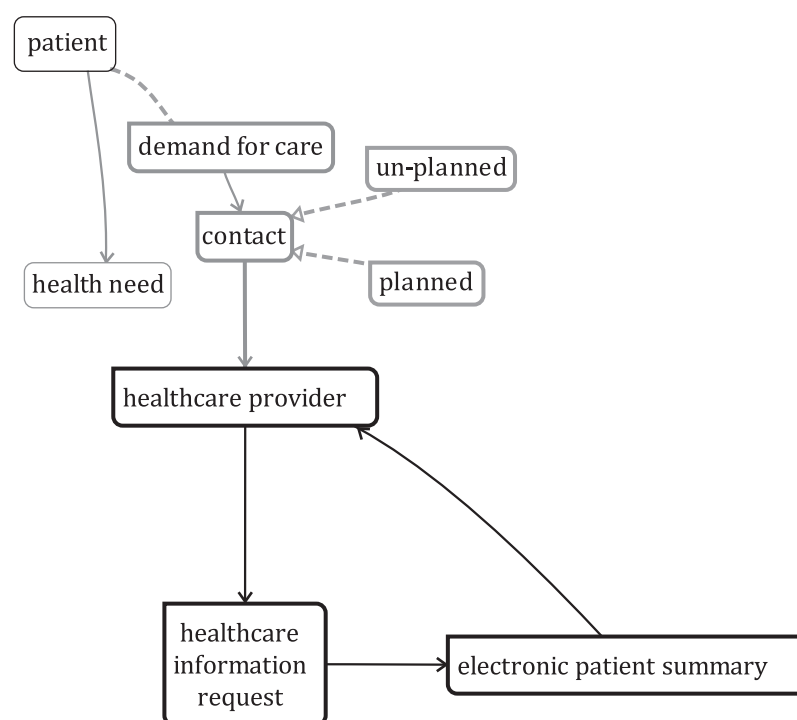 patient
demand for care
un-planned
contact
health need
planned
healthcare provider
healthcare
information
request
electronic patient summary